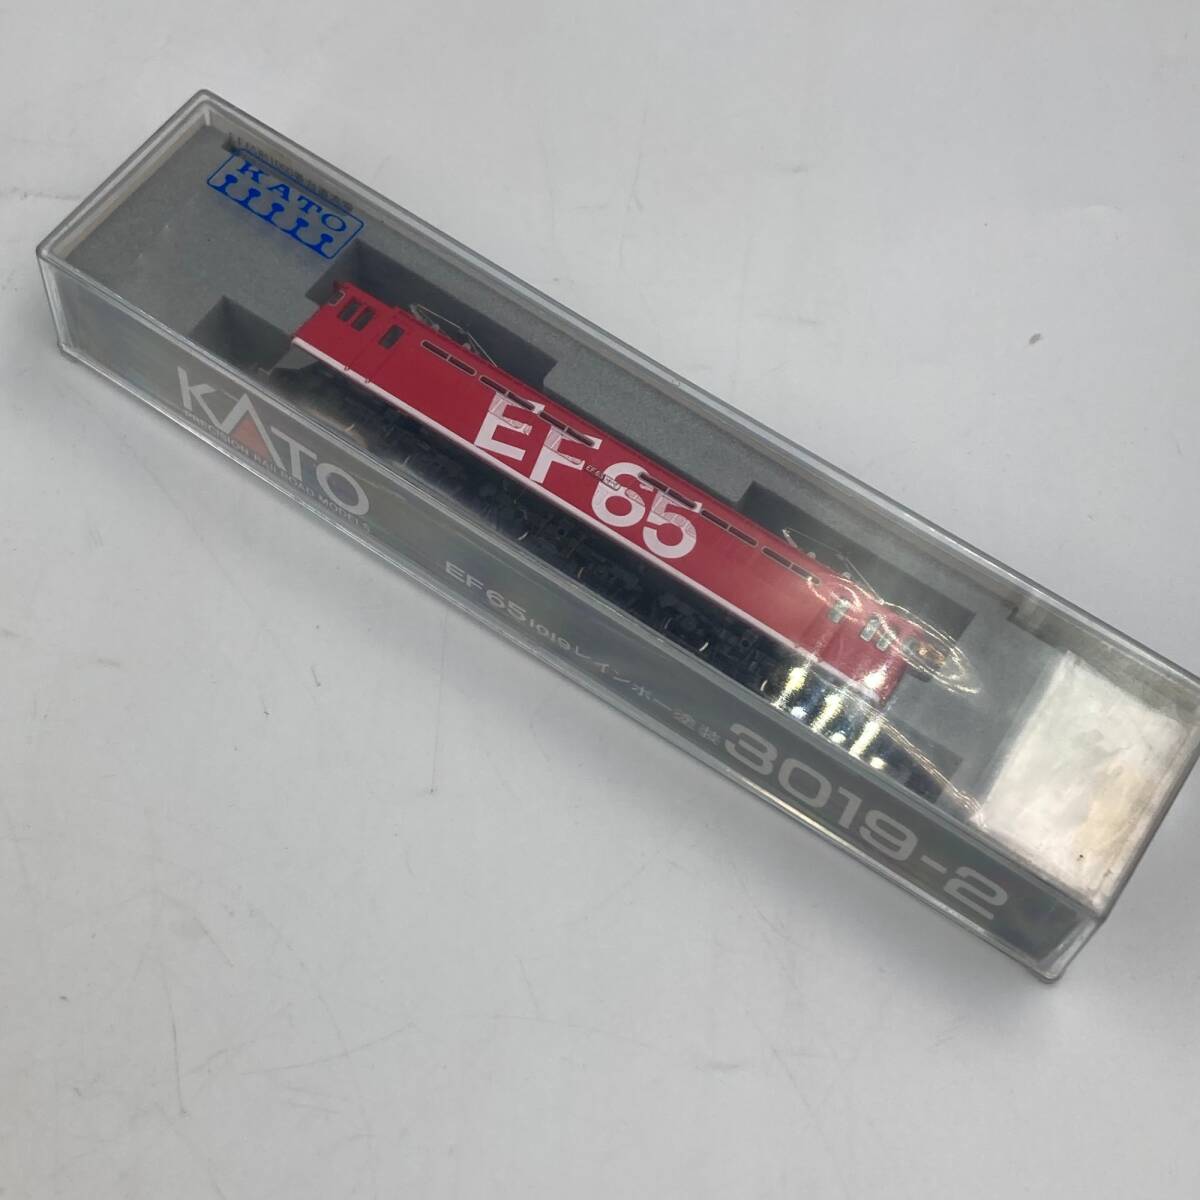 KATO
EF65
KATO
PRECISION RAILROAD MODELS
EF65 1019 レインボー塗装 3019-2